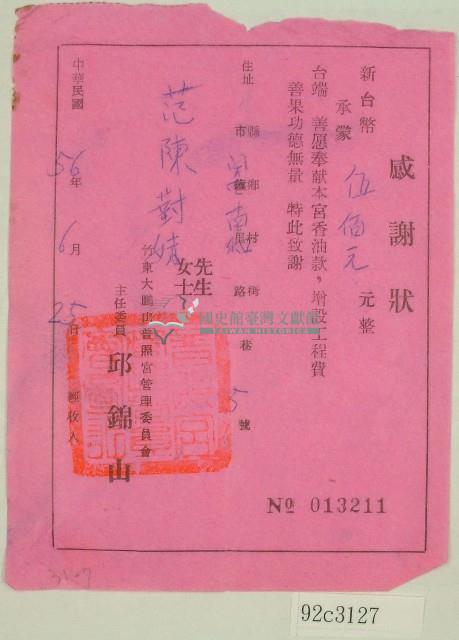 感謝狀
承蒙
台端 善愿奉献本宮香油款，增設工程費
新台幣 伍佰元 元整
善果功德無量 特此致謝
住址 縣市 鄉鎮 村里 街路 巷 5 號
范陳對妹 先生 女士
竹東大鵬山普照宮管理委員會
主任委員 邱錦山
經收人
中華民國 56 年 6 月 25 日
№ 013211
國史館臺灣文獻館
TAIWAN HISTORICA
92c3127